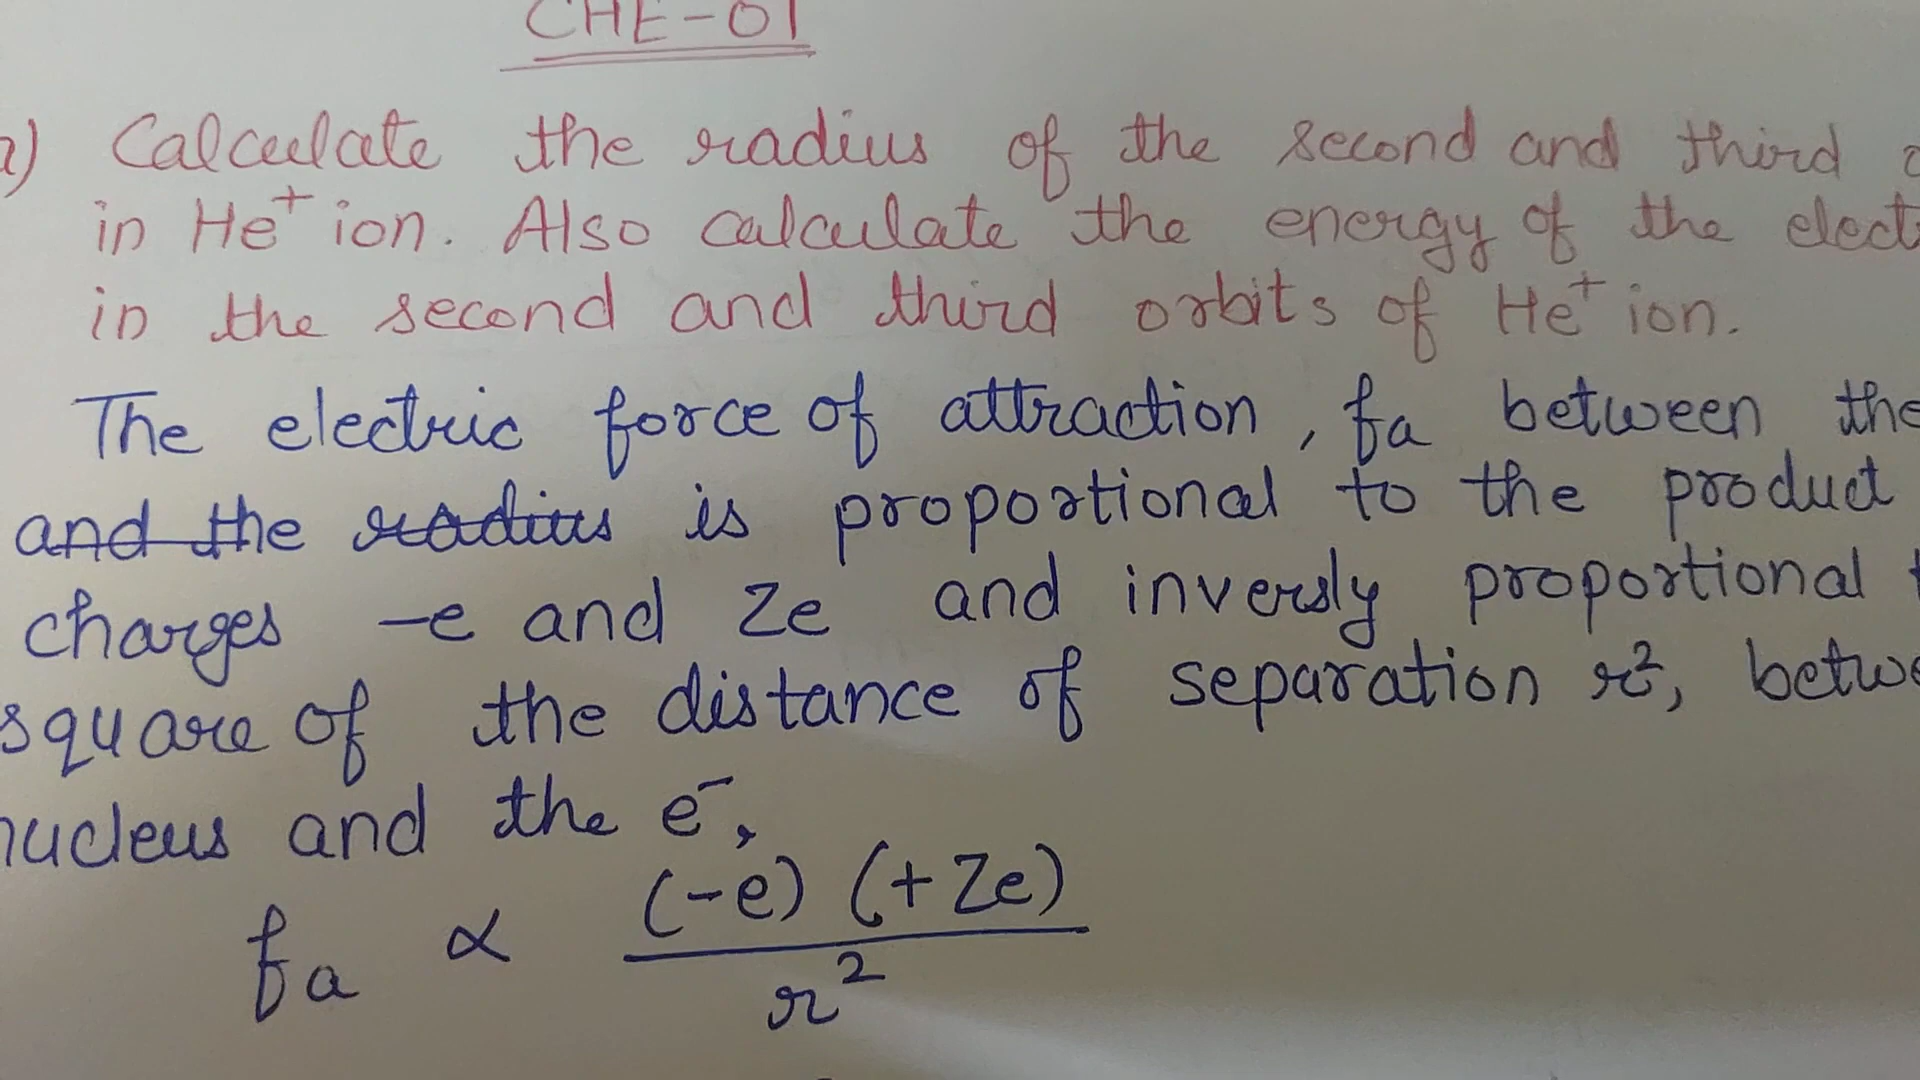 CHE-01
a) Calculate the radius of the second and third
in He⁺ ion. Also calculate the energy of the elect
in the second and third orbits of He⁺ ion.
The electric force of attraction, fa between the
and the radius is proportional to the product
charges -e and Ze and inversly proportional
square of the distance of separation r², betwe
nucleus and the e⁻,
fa ∝ (-e) (+Ze)
r²